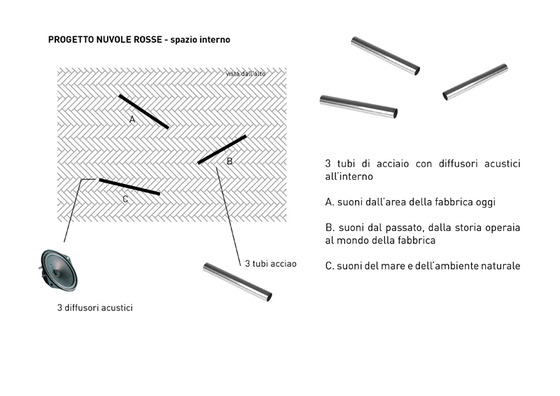 PROGETTO NUVOLE ROSSE - spazio interno
vista dall'alto
A
B
C
3 tubi acciao
3 diffusori acustici
3 tubi di acciaio con diffusori acustici
all'interno
A. suoni dall'area della fabbrica oggi
B. suoni dal passato, dalla storia operaia
al mondo della fabbrica
C. suoni del mare e dell'ambiente naturale